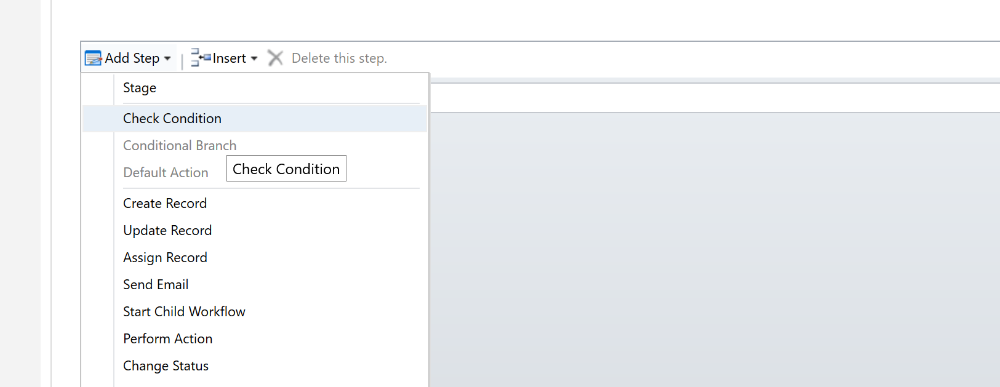 Add Step Insert Delete this step.
Stage
Check Condition
Conditional Branch
Check Condition
Default Action
Create Record
Update Record
Assign Record
Send Email
Start Child Workflow
Perform Action
Change Status